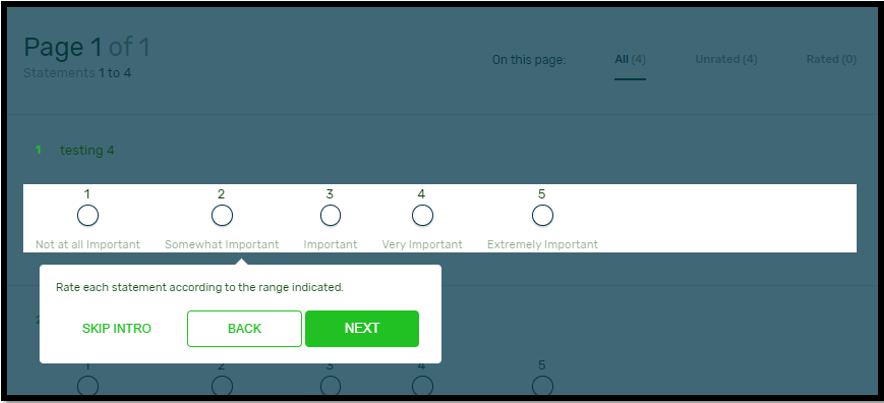 Page 1 of 1
Statements 1 to 4
On this page: All (4) Unrated (4) Rated (0)
1 testing 4
1 2 3 4 5
Not at all Important Somewhat Important Important Very Important Extremely Important
Rate each statement according to the range indicated.
SKIP INTRO BACK NEXT
1 2 3 4 5